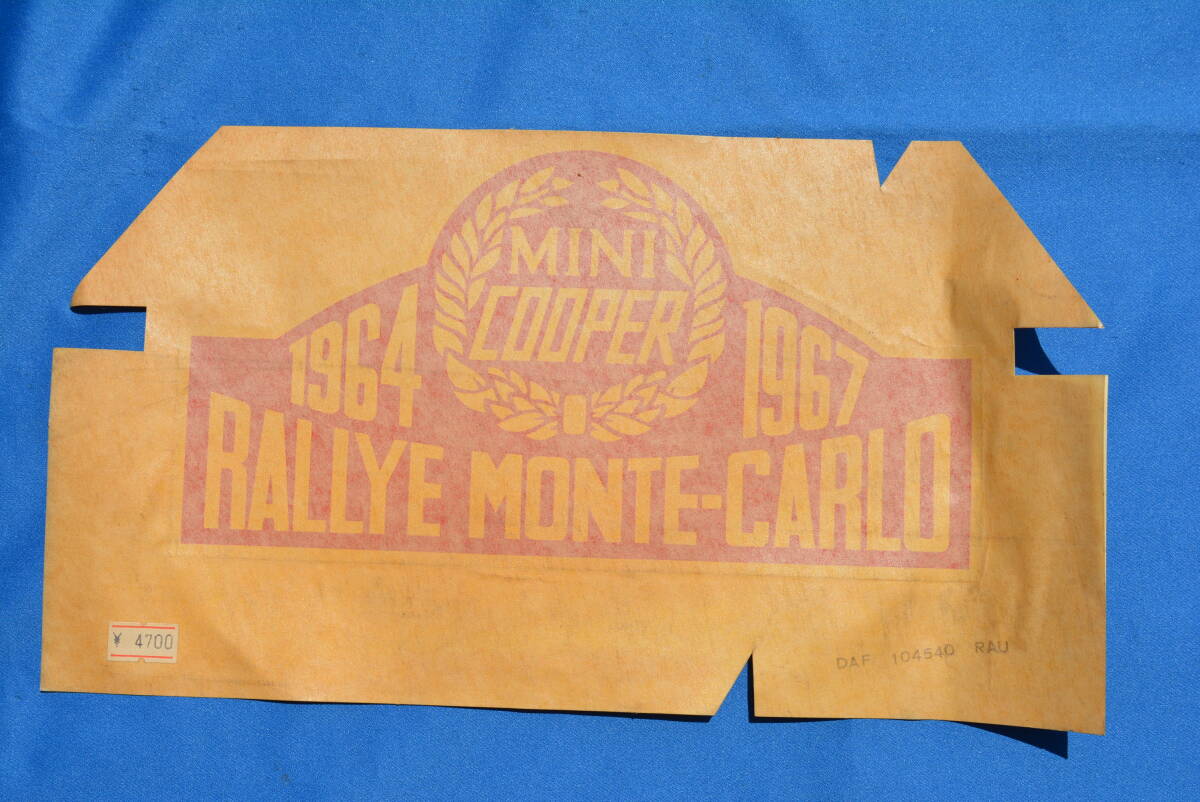 MINI
COOPER
1964 1967
RALLYE MONTE-CARLO
¥ 4700
DAF 104540 RAU